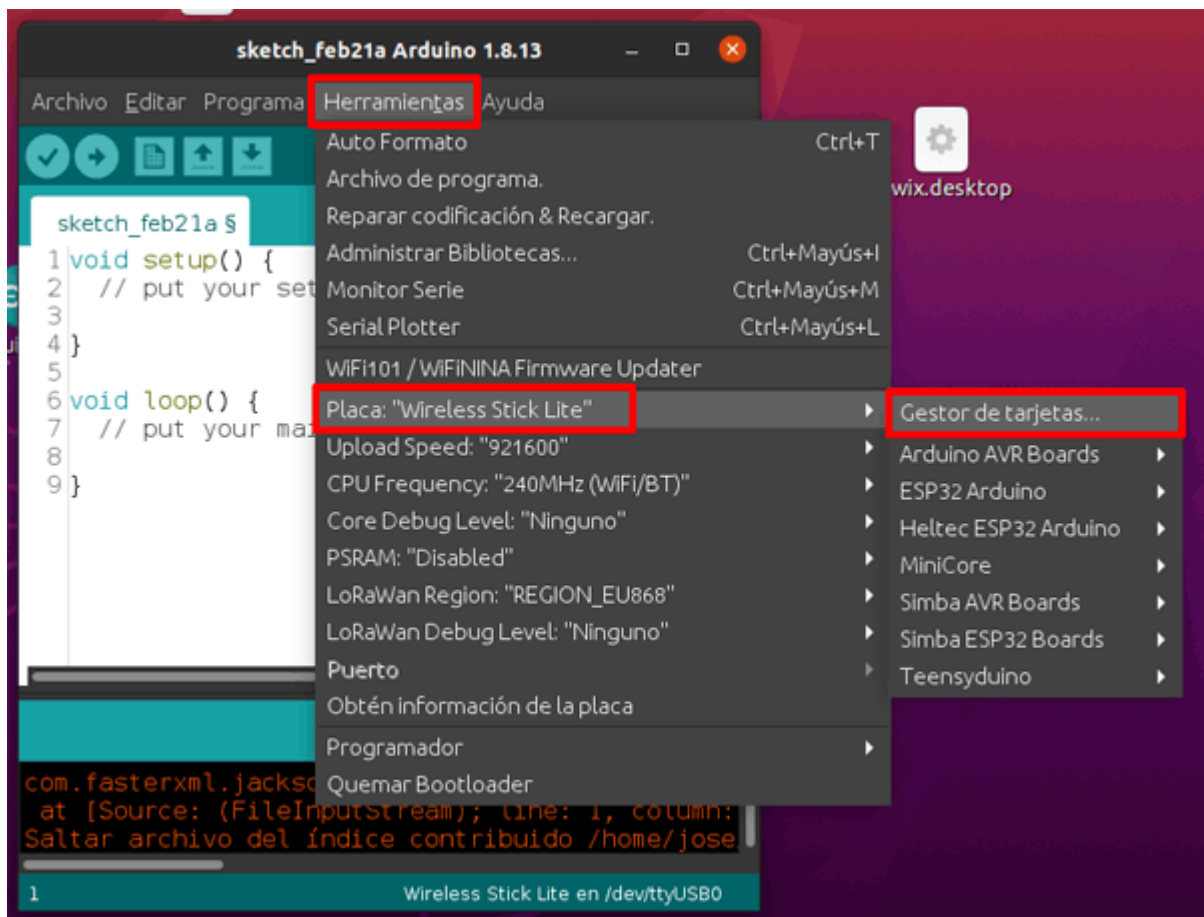 sketch_feb21a Arduino 1.8.13
Archivo Editar Programa Herramientas Ayuda
sketch_feb21a §
1 void setup() {
2 // put your set
3
4 }
5
6 void loop() {
7 // put your mai
8
9 }
Auto Formato Ctrl+T
Archivo de programa.
Reparar codificación & Recargar.
Administrar Bibliotecas... Ctrl+Mayús+I
Monitor Serie Ctrl+Mayús+M
Serial Plotter Ctrl+Mayús+L
WiFi101 / WiFiNINA Firmware Updater
Placa: "Wireless Stick Lite"
Upload Speed: "921600"
CPU Frequency: "240MHz (WiFi/BT)"
Core Debug Level: "Ninguno"
PSRAM: "Disabled"
LoRaWan Region: "REGION_EU868"
LoRaWan Debug Level: "Ninguno"
Puerto
Obtén información de la placa
Programador
Quemar Bootloader
Gestor de tarjetas...
Arduino AVR Boards
ESP32 Arduino
Heltec ESP32 Arduino
MiniCore
Simba AVR Boards
Simba ESP32 Boards
Teensyduino
wix.desktop
com.fasterxml.jackso
at [Source: (FileInputStream); line: 1, column:
Saltar archivo del índice contribuido /home/jose
1 Wireless Stick Lite en /dev/ttyUSB0